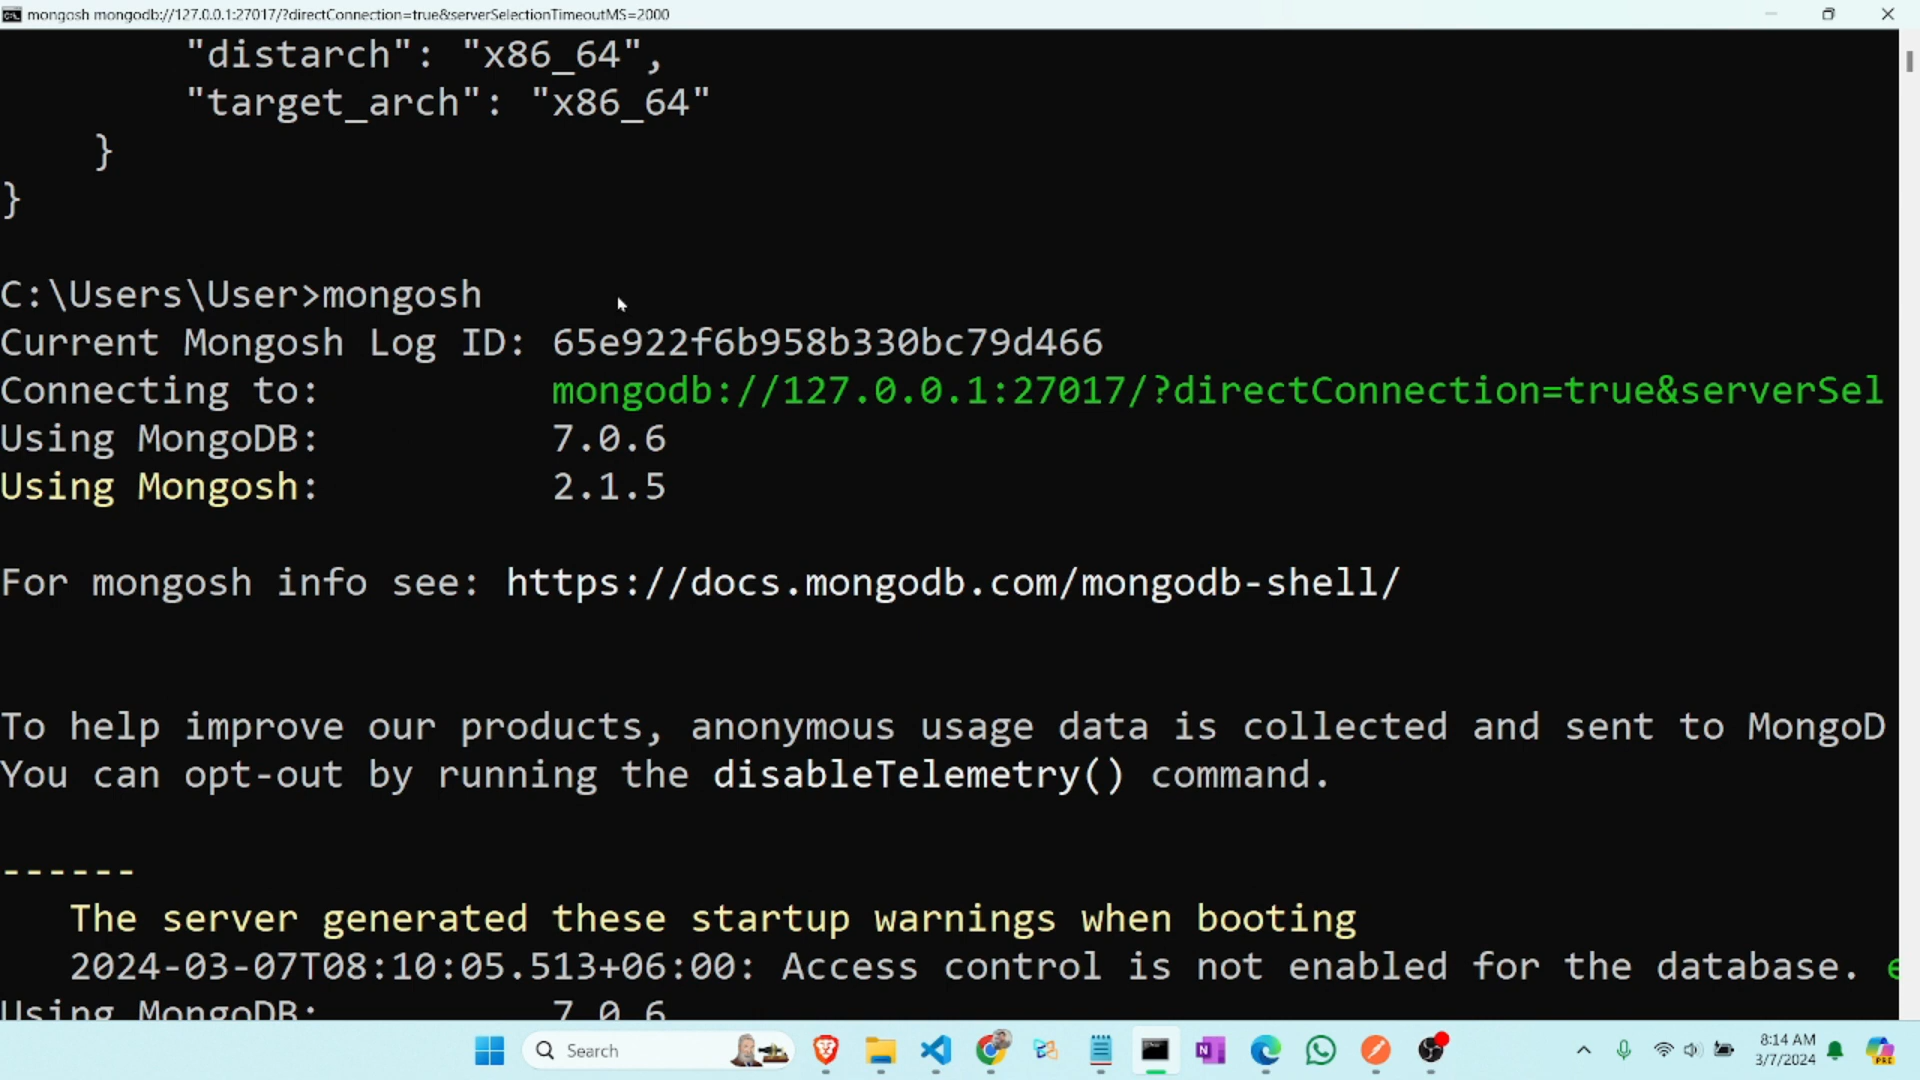 mongosh mongodb://127.0.0.1:27017/?directConnection=true&serverSelectionTimeoutMS=2000
"distarch": "x86_64",
"target_arch": "x86_64"
}
}
C:\Users\User>mongosh
Current Mongosh Log ID: 65e922f6b958b330bc79d466
Connecting to: mongodb://127.0.0.1:27017/?directConnection=true&serverSel
Using MongoDB: 7.0.6
Using Mongosh: 2.1.5
For mongosh info see: https://docs.mongodb.com/mongodb-shell/
To help improve our products, anonymous usage data is collected and sent to MongoD
You can opt-out by running the disableTelemetry() command.
------
The server generated these startup warnings when booting
2024-03-07T08:10:05.513+06:00: Access control is not enabled for the database.
Using MongoDB: 7.0.6
Search
8:14 AM
3/7/2024